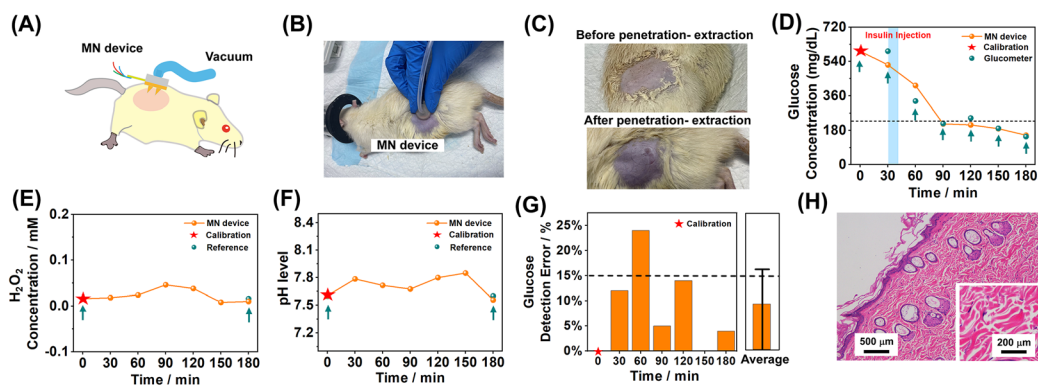 (A)
MN device
Vacuum
(B)
MN device
(C)
Before penetration- extraction
After penetration- extraction
(D)
Glucose
Concentration (mg/dL)
720
540
360
180
0
Insulin Injection
MN device
Calibration
Glucometer
0 30 60 90 120 150 180
Time / min
(E)
H2O2
Concentration / mM
0.2
0.1
0.0
-0.1
MN device
Calibration
Reference
0 30 60 90 120 150 180
Time / min
(F)
pH level
8.4
8.1
7.8
7.5
7.2
MN device
Calibration
Reference
0 30 60 90 120 150 180
Time / min
(G)
Glucose
Detection Error / %
25%
20%
15%
10%
5%
0%
Calibration
15%
0 30 60 90 120 150 180
Time / min
Average
(H)
500 μm
200 μm